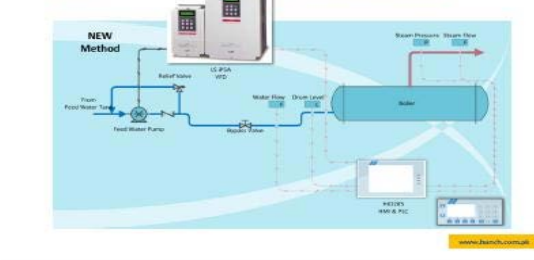 NEW
Method
LS iP5A
VFD
Steam Pressure
Steam Flow
Relief Valve
From
Feed Water Tank
Water Flow
Drum Level
Boiler
Feed Water Pump
Bypass Valve
HMI & PLC
www.hanch.com.pk